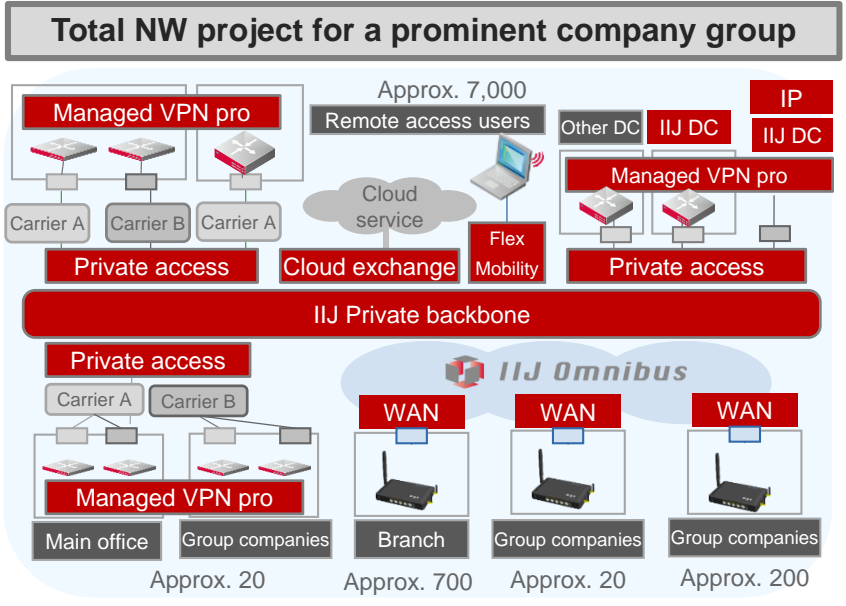 Total NW project for a prominent company group
Approx. 7,000
Remote access users
Managed VPN pro
Other DC
IIJ DC
IP
IIJ DC
Managed VPN pro
Cloud
service
Carrier A
Carrier B
Carrier A
Flex
Mobility
Private access
Cloud exchange
Private access
IIJ Private backbone
Private access
IIJ Omnibus
Carrier A
Carrier B
WAN
WAN
WAN
Managed VPN pro
Main office
Group companies
Branch
Group companies
Group companies
Approx. 20
Approx. 700
Approx. 20
Approx. 200